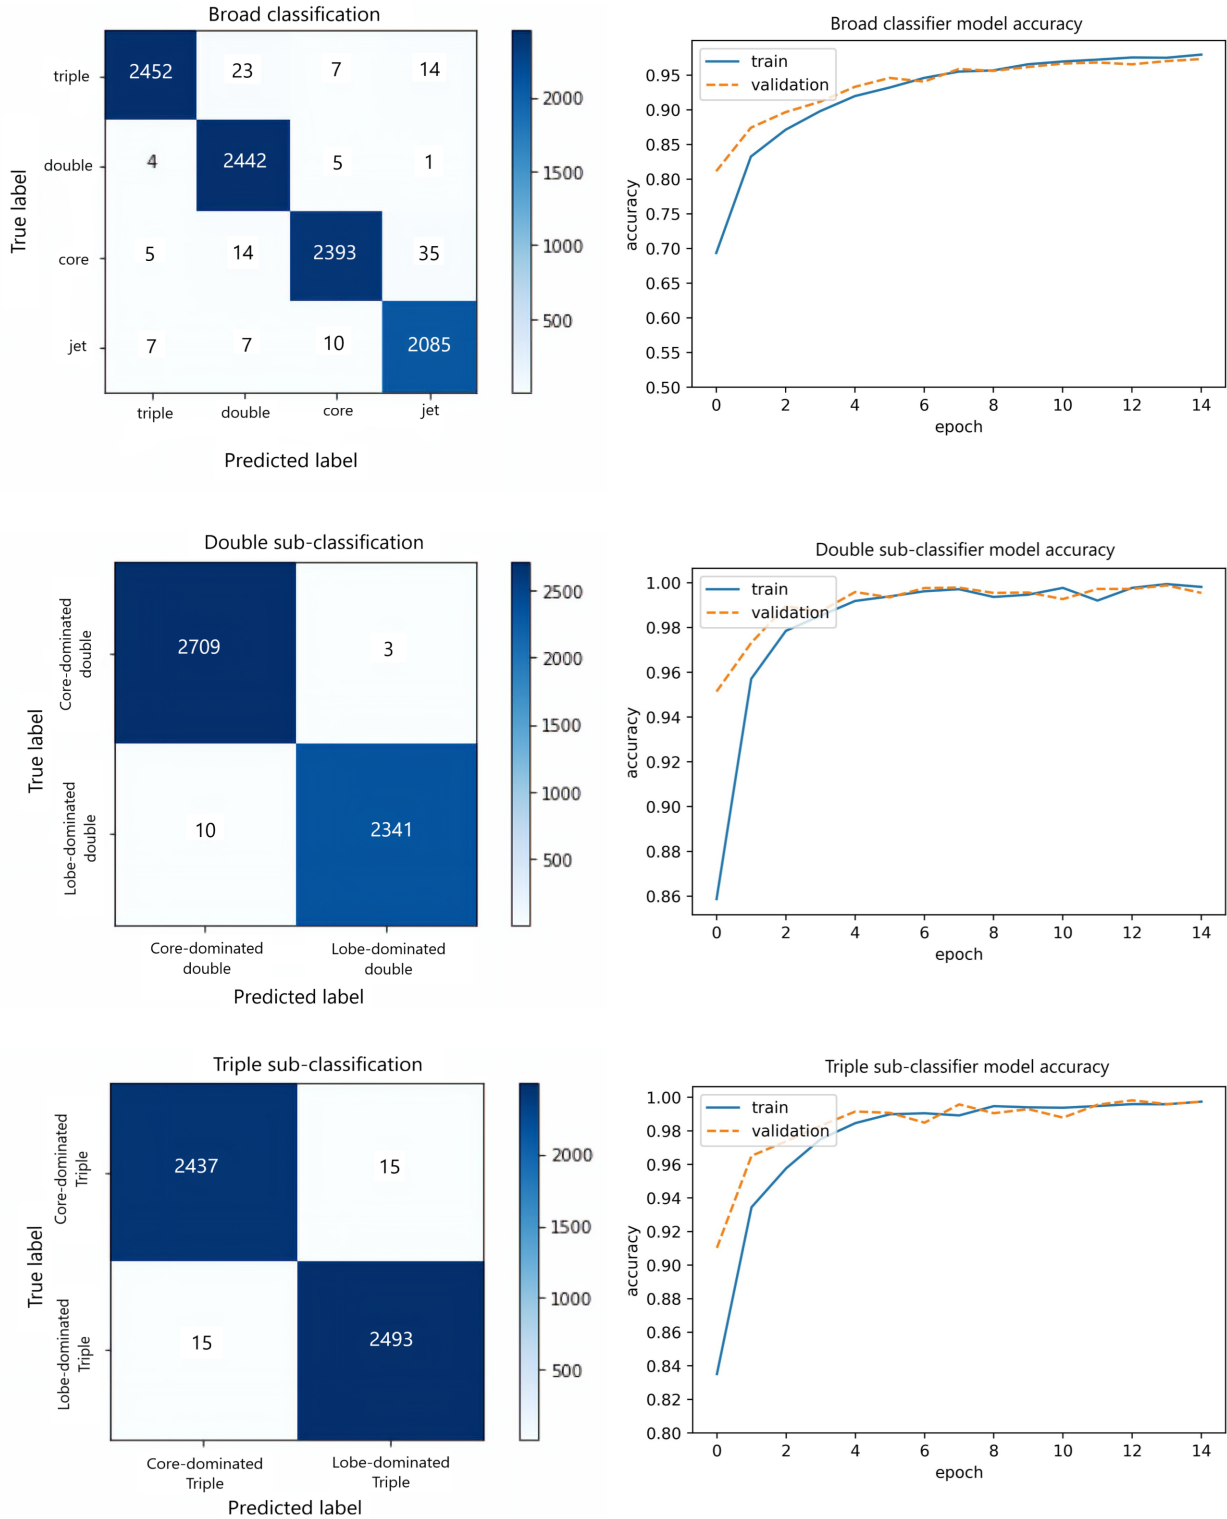 Broad classification
triple 2452 23 7 14
double 4 2442 5 1
core 5 14 2393 35
jet 7 7 10 2085
triple double core jet
Predicted label
True label
2000
1500
1000
500
Broad classifier model accuracy
train
validation
0.95
0.90
0.85
0.80
0.75
0.70
0.65
0.60
0.55
0.50
0 2 4 6 8 10 12 14
epoch
accuracy
Double sub-classification
Core-dominated
double
2709 3
Lobe-dominated
double
10 2341
Core-dominated
double
Lobe-dominated
double
Predicted label
True label
2500
2000
1500
1000
500
Double sub-classifier model accuracy
train
validation
1.00
0.98
0.96
0.94
0.92
0.90
0.88
0.86
0 2 4 6 8 10 12 14
epoch
accuracy
Triple sub-classification
Core-dominated
Triple
2437 15
Lobe-dominated
Triple
15 2493
Core-dominated
Triple
Lobe-dominated
Triple
Predicted label
True label
2000
1500
1000
500
Triple sub-classifier model accuracy
train
validation
1.00
0.98
0.96
0.94
0.92
0.90
0.88
0.86
0.84
0.82
0.80
0 2 4 6 8 10 12 14
epoch
accuracy